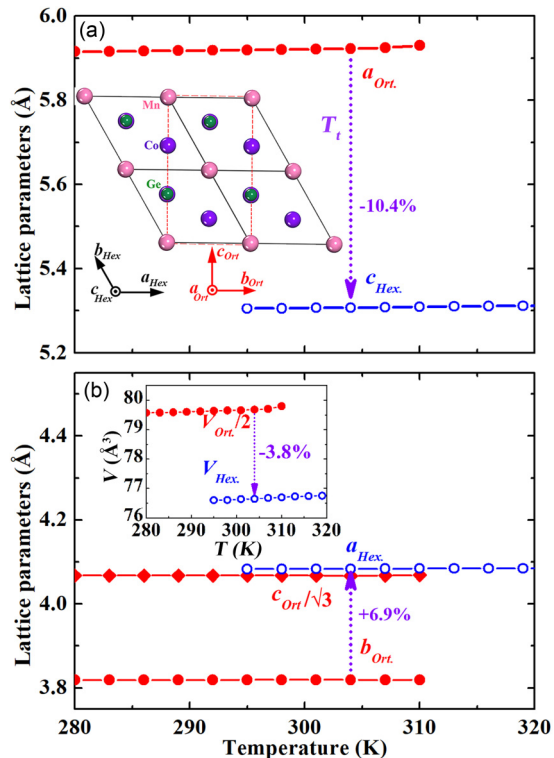 (a)
6.0
5.8
5.6
5.4
5.2
Lattice parameters (Å)
a_Ort.
T_t
-10.4%
c_Hex.
Mn
Co
Ge
b_Hex
a_Hex
c_Hex
c_Ort
b_Ort
a_Ort
(b)
4.4
4.0
3.8
Lattice parameters (Å)
80
79
78
77
76
V (Å³)
V_Ort./2
-3.8%
V_Hex.
280 290 300 310 320
T (K)
a_Hex.
c_Ort/√3
+6.9%
b_Ort.
280 290 300 310 320
Temperature (K)